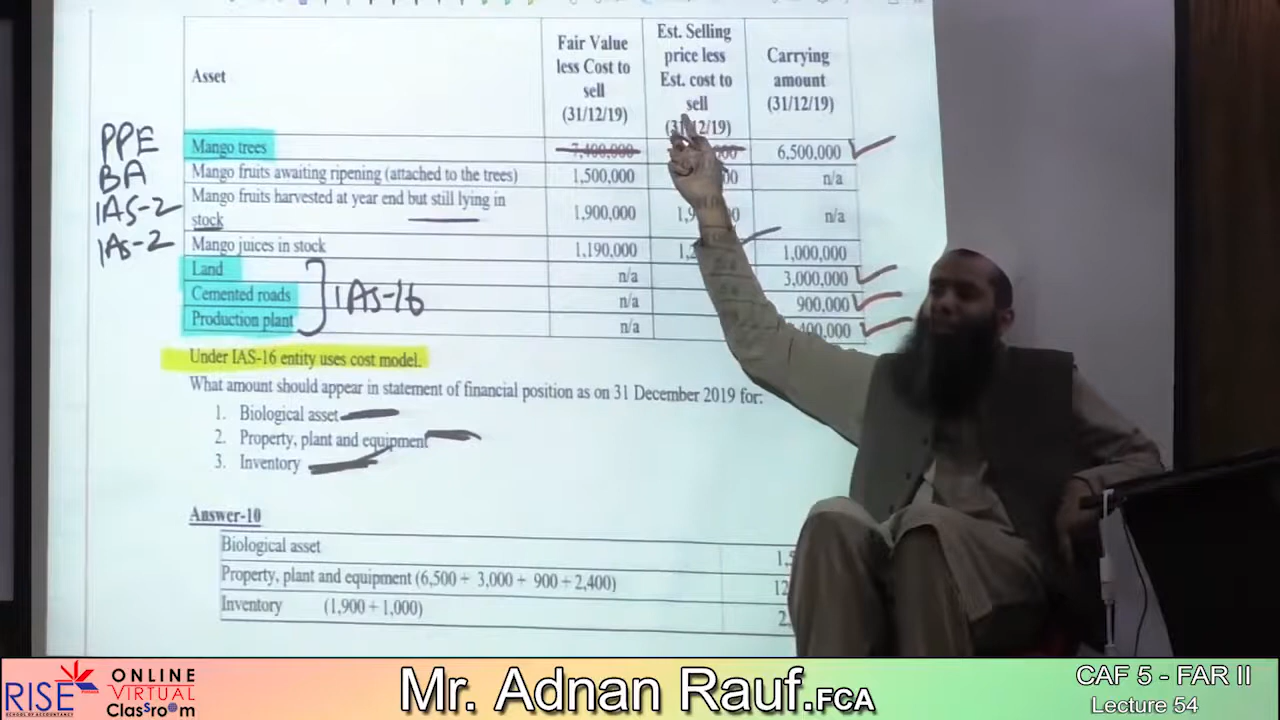 Asset
Fair Value less Cost to sell (31/12/19)
Est. Selling price less Est. cost to sell (31/12/19)
Carrying amount (31/12/19)
PPE Mango trees 7,400,000 6,500,000
BA Mango fruits awaiting ripening (attached to the trees) 1,500,000 n/a
IAS-2 Mango fruits harvested at year end but still lying in stock 1,900,000 n/a
IAS-2 Mango juices in stock 1,190,000 1,000,000
Land n/a 3,000,000
Cemented roads IAS-16 n/a 900,000
Production plant n/a
Under IAS-16 entity uses cost model.
What amount should appear in statement of financial position as on 31 December 2019 for:
1. Biological asset
2. Property, plant and equipment
3. Inventory
Answer-10
Biological asset
Property, plant and equipment (6,500 + 3,000 + 900 + 2,400)
Inventory (1,900 + 1,000)
RISE SCHOOL OF ACCOUNTANCY
ONLINE VIRTUAL Classroom
Mr. Adnan Rauf.FCA
CAF 5 - FAR II
Lecture 54